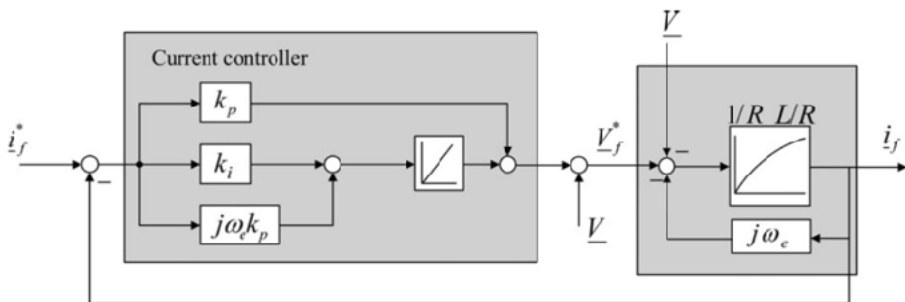 V
Current controller
k_p
1/R L/R
i_f^*
k_i
V_f^*
i_f
jω_e k_p
V
jω_e